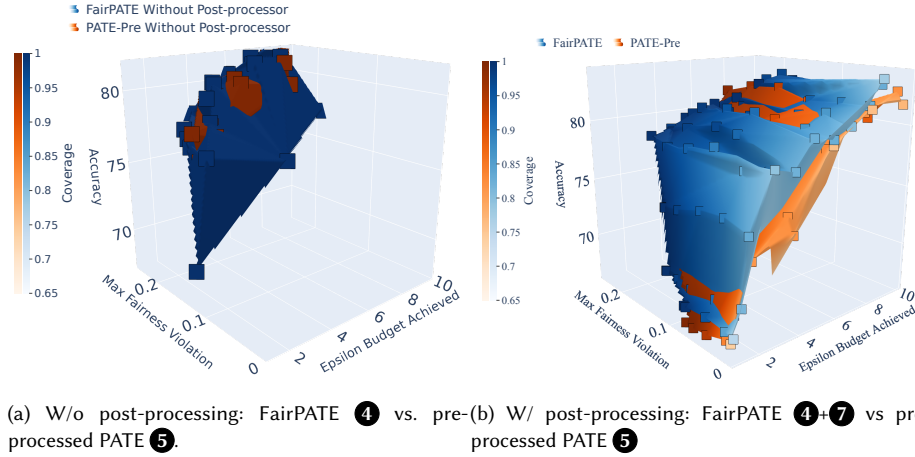 FairPATE Without Post-processor
PATE-Pre Without Post-processor
1
0.95
0.9
0.85
0.8
0.75
0.7
0.65
Coverage
80
75
70
Accuracy
0.2
0.1
0
Max Fairness Violation
2
4
6
8
10
Epsilon Budget Achieved
FairPATE PATE-Pre
1
0.95
0.9
0.85
0.8
0.75
0.7
0.65
Coverage
80
75
70
Accuracy
0.2
0.1
0
Max Fairness Violation
2
4
6
8
10
Epsilon Budget Achieved
(a) W/o post-processing: FairPATE 4 vs. pre-
processed PATE 5.
(b) W/ post-processing: FairPATE 4+7 vs pr
processed PATE 5